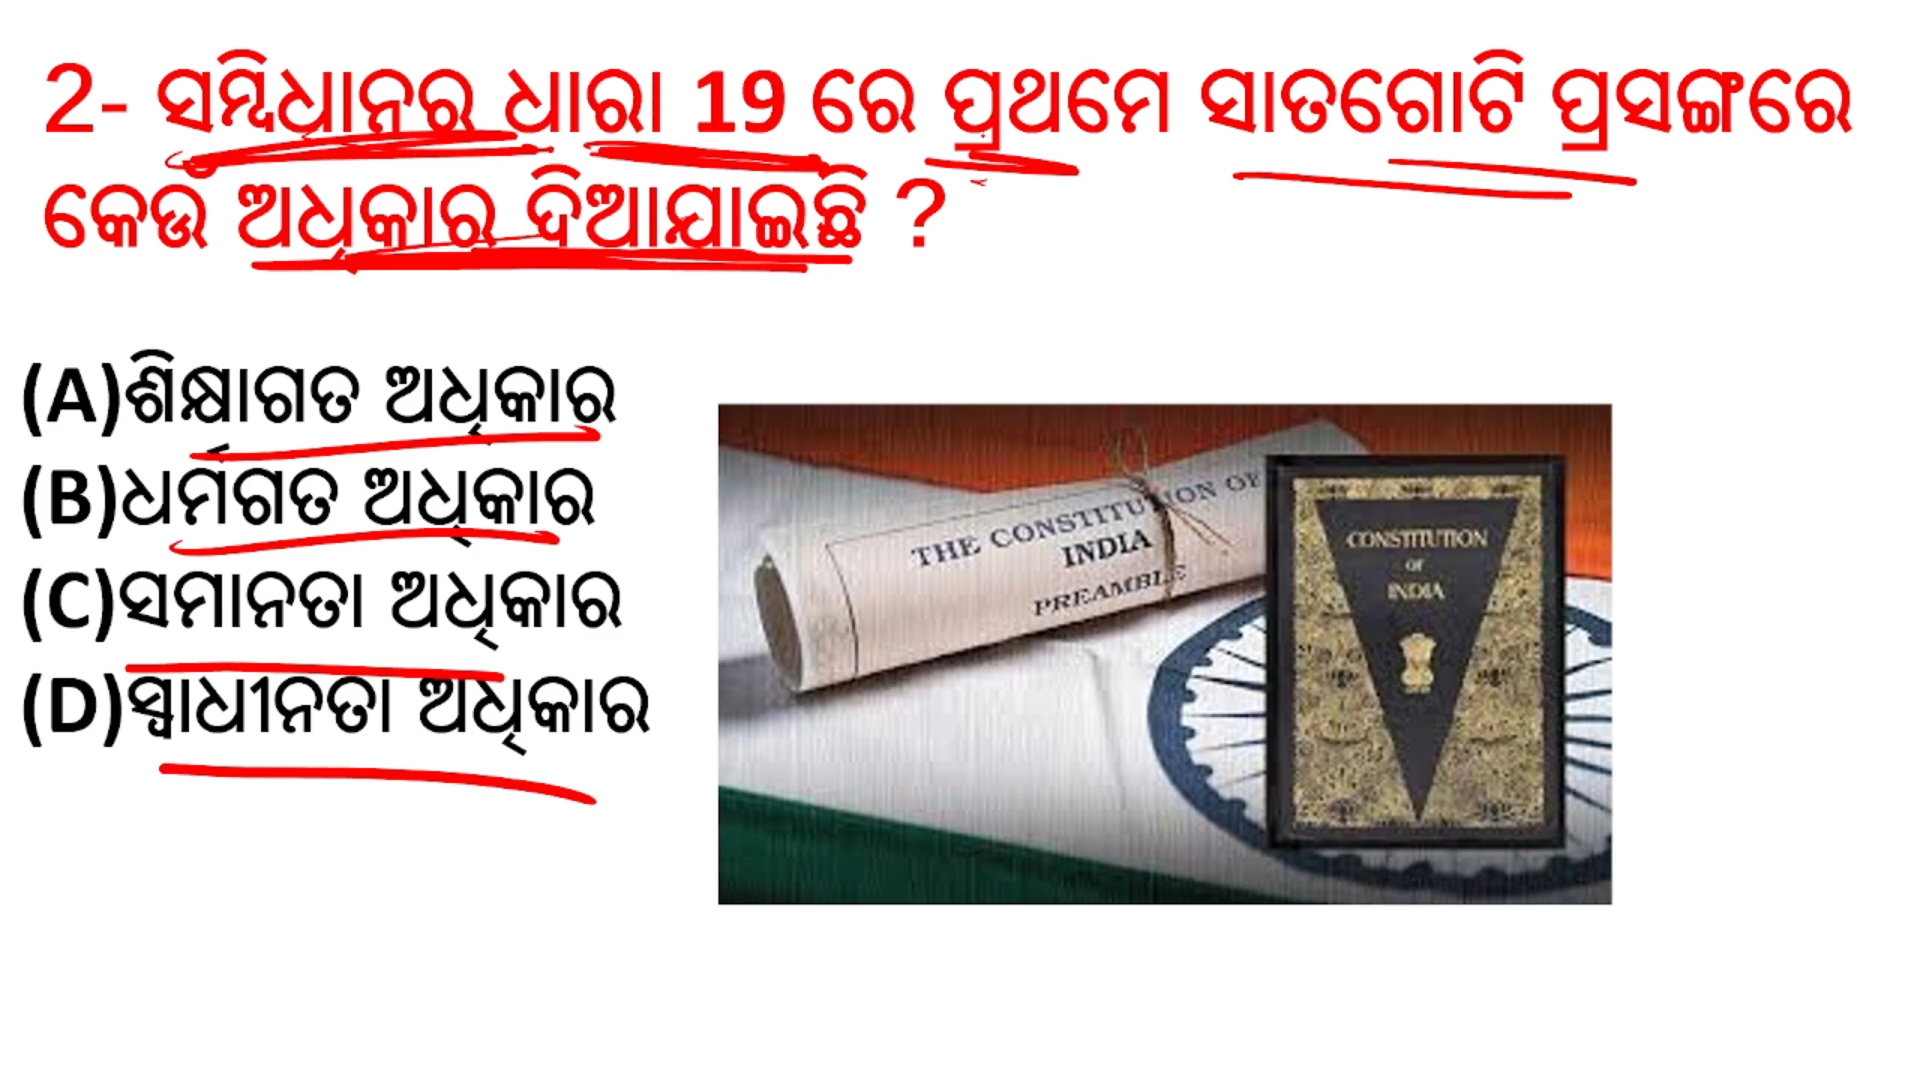 2- ସମ୍ବିଧାନର ଧାରା 19 ରେ ପ୍ରଥମେ ସାତଗୋଟି ପ୍ରସଙ୍ଗରେ
କେଉଁ ଅଧିକାର ଦିଆଯାଇଛି ?
(A)ଶିକ୍ଷାଗତ ଅଧିକାର
(B)ଧର୍ମଗତ ଅଧିକାର
(C)ସମାନତା ଅଧିକାର
(D)ସ୍ୱାଧୀନତା ଅଧିକାର
THE CONSTITUTION OF
INDIA
PREAMBLE
CONSTITUTION
OF
INDIA